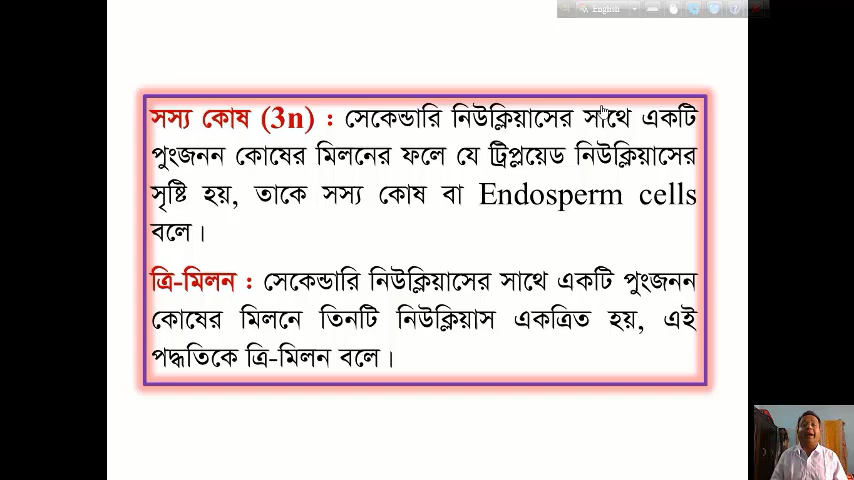 English
সস্য কোষ (3n) : সেকেন্ডারি নিউক্লিয়াসের সাথে একটি
পুংজনন কোষের মিলনের ফলে যে ট্রিপ্লয়েড নিউক্লিয়াসের
সৃষ্টি হয়, তাকে সস্য কোষ বা Endosperm cells
বলে।
ত্রি-মিলন : সেকেন্ডারি নিউক্লিয়াসের সাথে একটি পুংজনন
কোষের মিলনে তিনটি নিউক্লিয়াস একত্রিত হয়, এই
পদ্ধতিকে ত্রি-মিলন বলে।